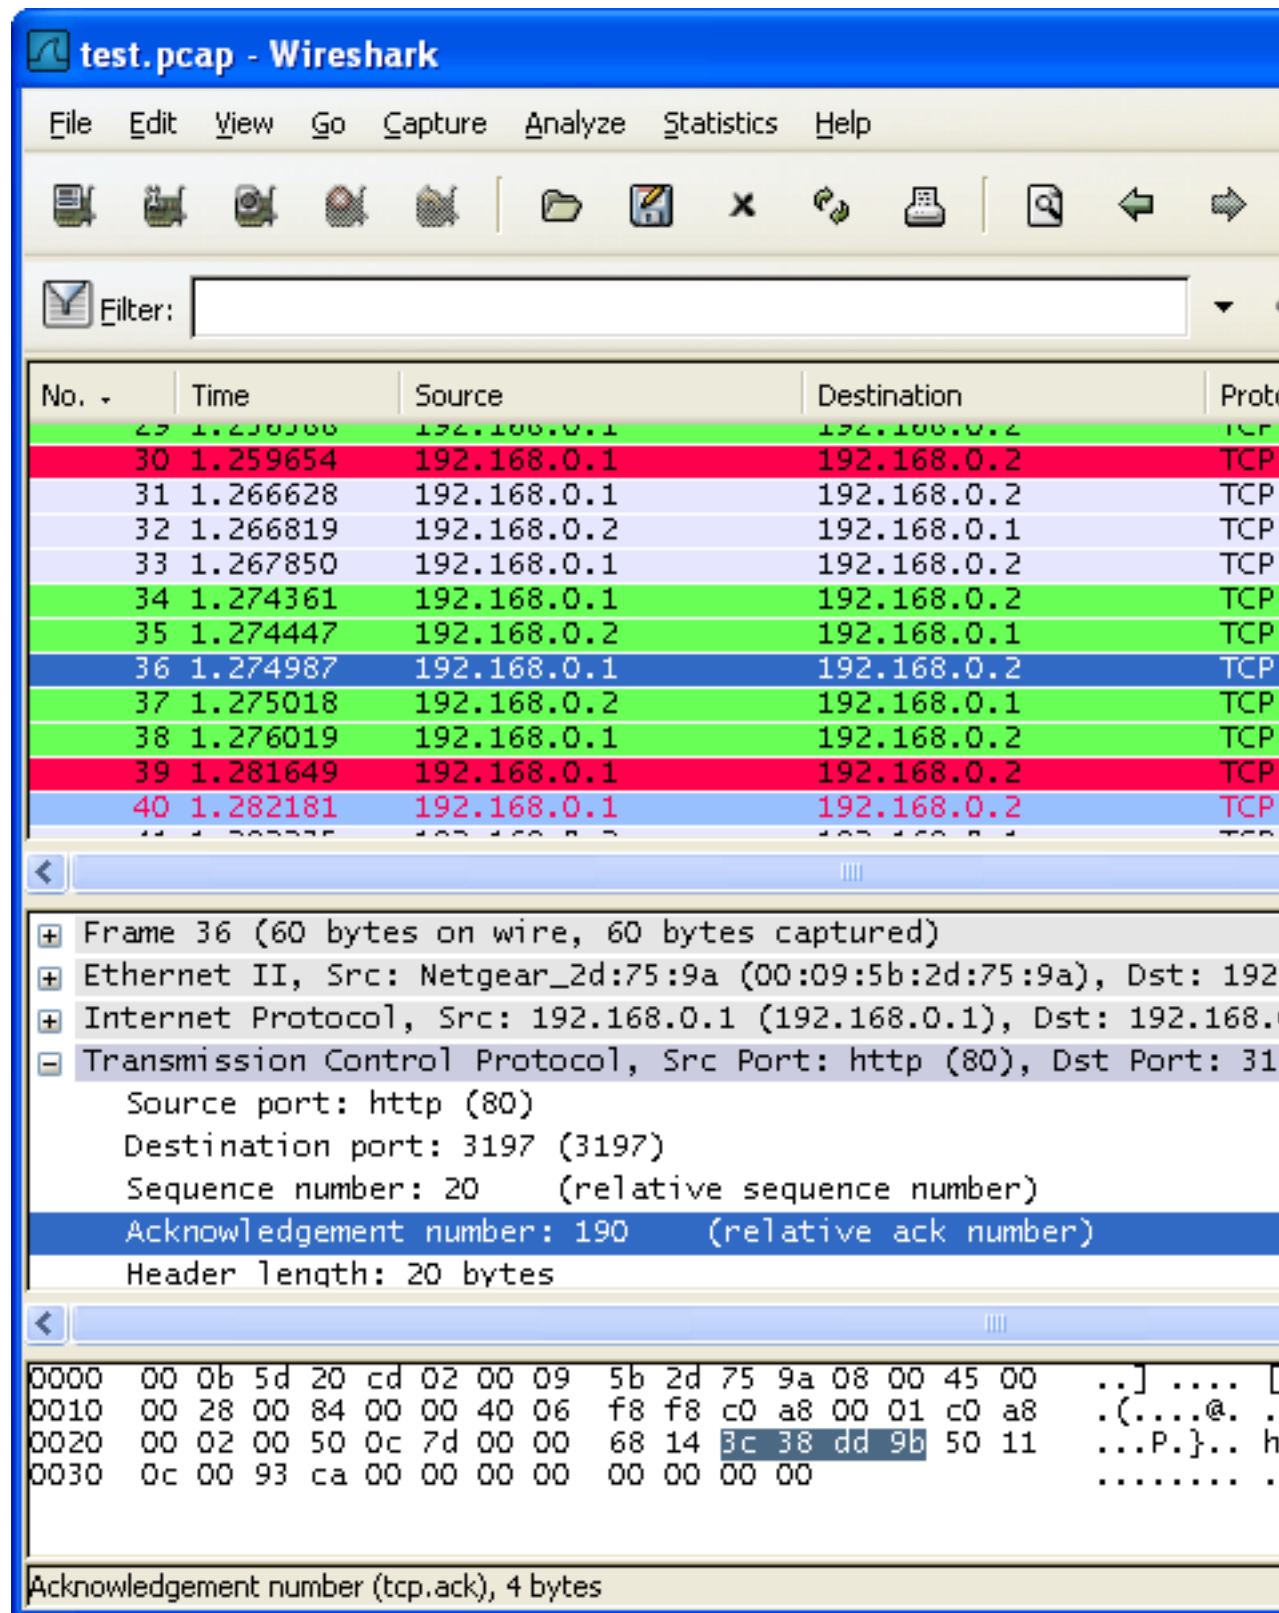 test.pcap - Wireshark
File Edit View Go Capture Analyze Statistics Help
Filter:
No. Time Source Destination
30 1.259654 192.168.0.1 192.168.0.2 TCP
31 1.266628 192.168.0.1 192.168.0.2 TCP
32 1.266819 192.168.0.2 192.168.0.1 TCP
33 1.267850 192.168.0.1 192.168.0.2 TCP
34 1.274361 192.168.0.1 192.168.0.2 TCP
35 1.274447 192.168.0.2 192.168.0.1 TCP
36 1.274987 192.168.0.1 192.168.0.2 TCP
37 1.275018 192.168.0.2 192.168.0.1 TCP
38 1.276019 192.168.0.1 192.168.0.2 TCP
39 1.281649 192.168.0.1 192.168.0.2 TCP
40 1.282181 192.168.0.1 192.168.0.2 TCP
Frame 36 (60 bytes on wire, 60 bytes captured)
Ethernet II, Src: Netgear_2d:75:9a (00:09:5b:2d:75:9a), Dst: 192
Internet Protocol, Src: 192.168.0.1 (192.168.0.1), Dst: 192.168.
Transmission Control Protocol, Src Port: http (80), Dst Port: 31
Source port: http (80)
Destination port: 3197 (3197)
Sequence number: 20 (relative sequence number)
Acknowledgement number: 190 (relative ack number)
Header length: 20 bytes
0000 00 0b 5d 20 cd 02 00 09 5b 2d 75 9a 08 00 45 00 ..] .... [
0010 00 28 00 84 00 00 40 06 f8 f8 c0 a8 00 01 c0 a8 .(....@. .
0020 00 02 00 50 0c 7d 00 00 68 14 3c 38 dd 9b 50 11 ...P.}.. h
0030 0c 00 93 ca 00 00 00 00 00 00 00 00 ........ .
Acknowledgement number (tcp.ack), 4 bytes